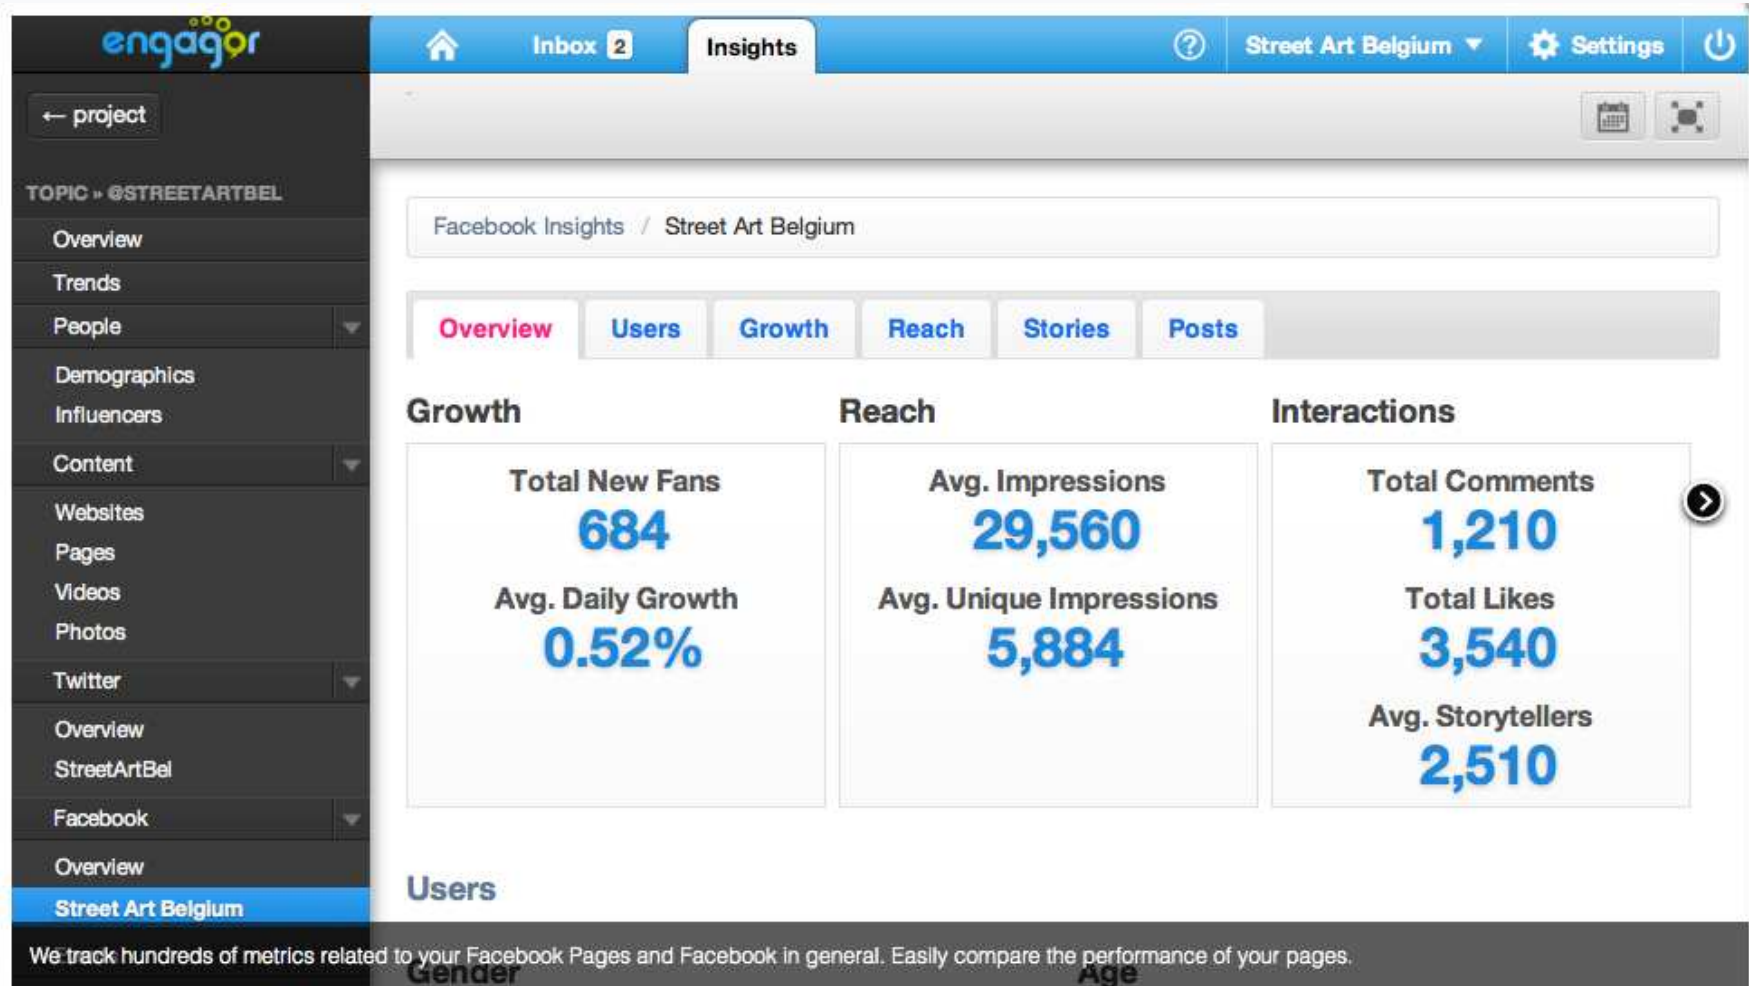 engagor
Inbox 2
Insights
?
Street Art Belgium
Settings
← project
TOPIC » @STREETARTBEL
Overview
Trends
People
Demographics
Influencers
Content
Websites
Pages
Videos
Photos
Twitter
Overview
StreetArtBel
Facebook
Overview
Street Art Belgium
Facebook Insights / Street Art Belgium
Overview
Users
Growth
Reach
Stories
Posts
Growth
Total New Fans
684
Avg. Daily Growth
0.52%
Reach
Avg. Impressions
29,560
Avg. Unique Impressions
5,884
Interactions
Total Comments
1,210
Total Likes
3,540
Avg. Storytellers
2,510
Users
Gender
Age
We track hundreds of metrics related to your Facebook Pages and Facebook in general. Easily compare the performance of your pages.